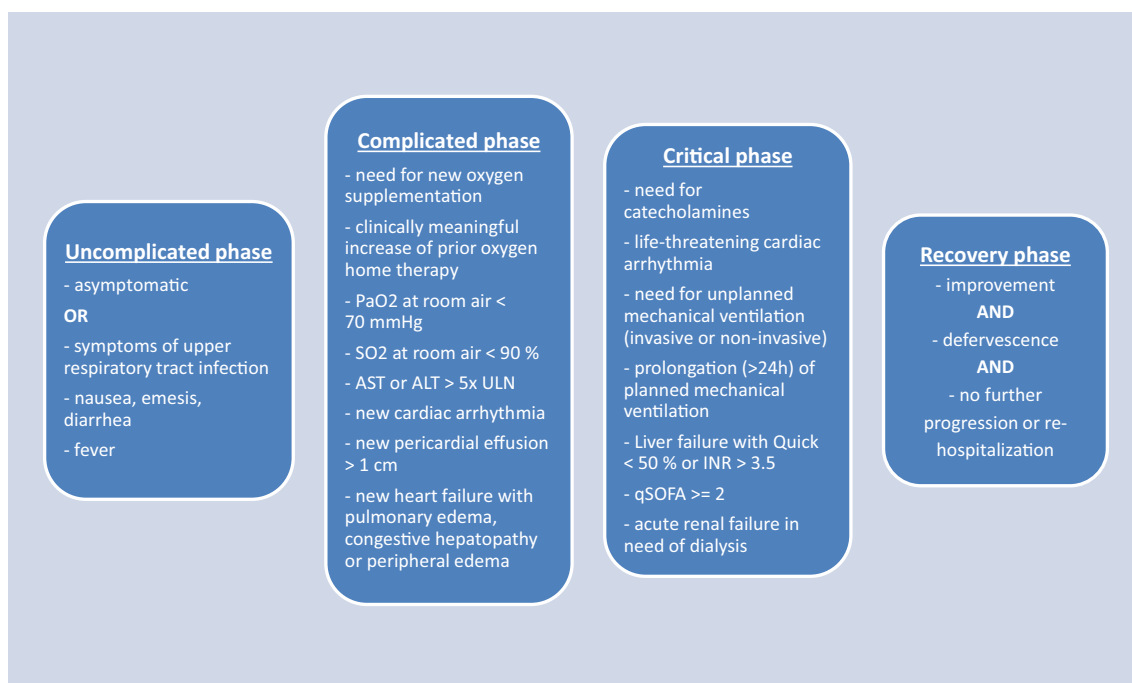 Uncomplicated phase
- asymptomatic
OR
- symptoms of upper
respiratory tract infection
- nausea, emesis,
diarrhea
- fever
Complicated phase
- need for new oxygen
supplementation
- clinically meaningful
increase of prior oxygen
home therapy
- PaO2 at room air <
70 mmHg
- SO2 at room air < 90 %
- AST or ALT > 5x ULN
- new cardiac arrhythmia
- new pericardial effusion
> 1 cm
- new heart failure with
pulmonary edema,
congestive hepatopathy
or peripheral edema
Critical phase
- need for
catecholamines
- life-threatening cardiac
arrhythmia
- need for unplanned
mechanical ventilation
(invasive or non-invasive)
- prolongation (>24h) of
planned mechanical
ventilation
- Liver failure with Quick
< 50 % or INR > 3.5
- qSOFA >= 2
- acute renal failure in
need of dialysis
Recovery phase
- improvement
AND
- defervescence
AND
- no further
progression or re-
hospitalization